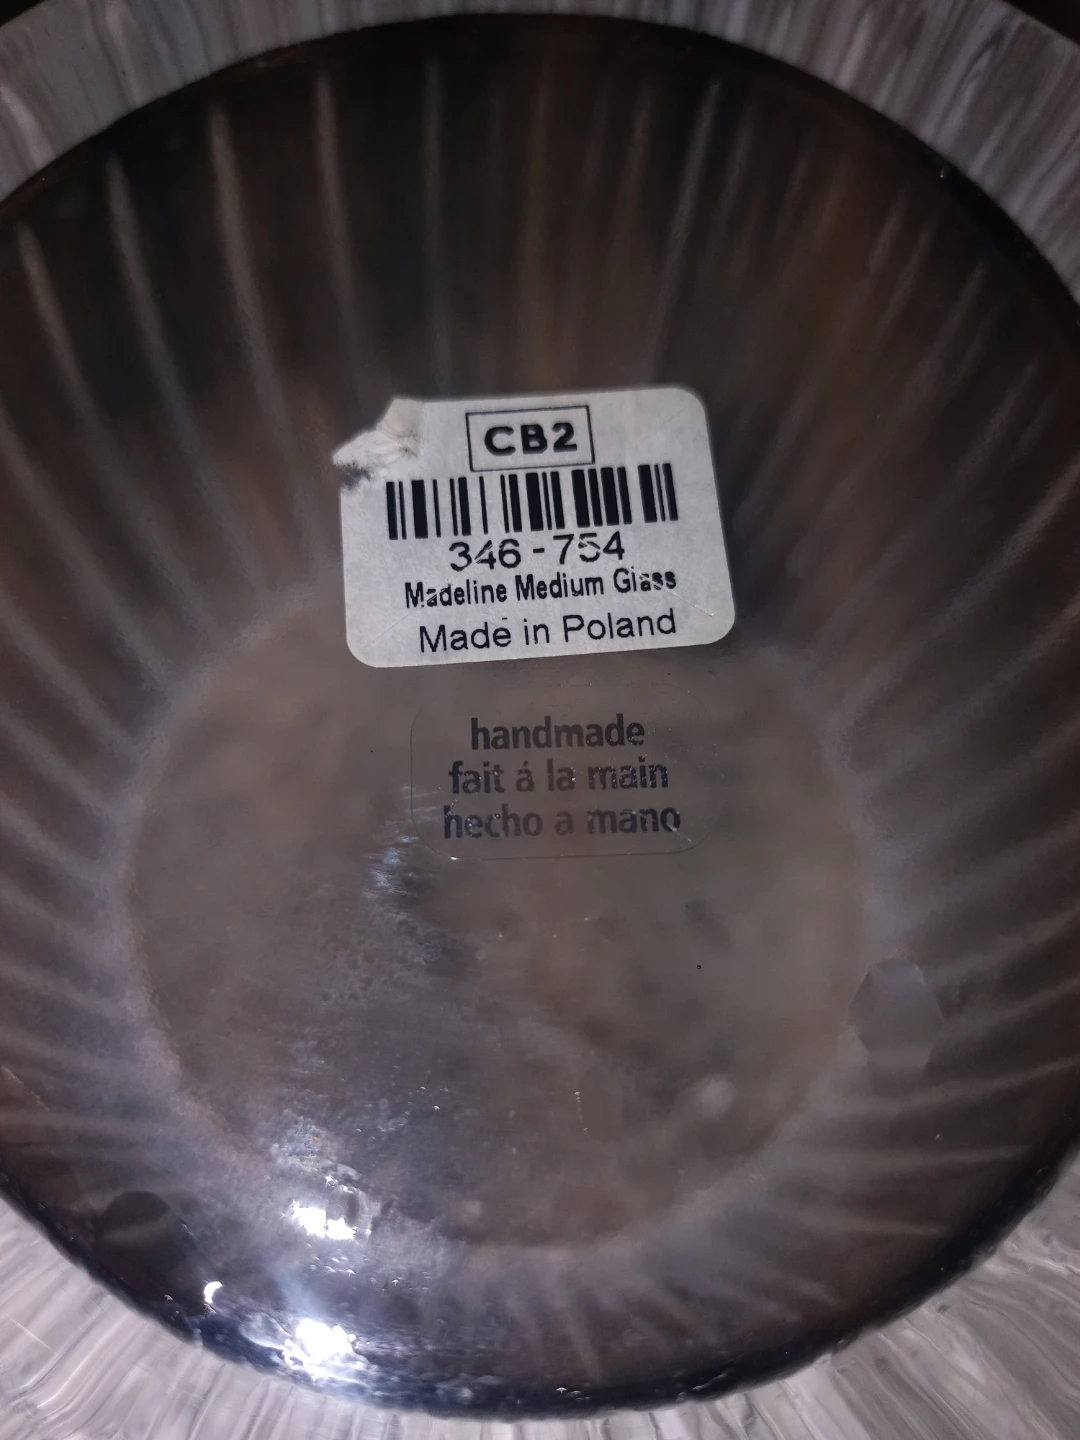 CB2
346-754
Madeline Medium Glass
Made in Poland
handmade
fait á la main
hecho a mano